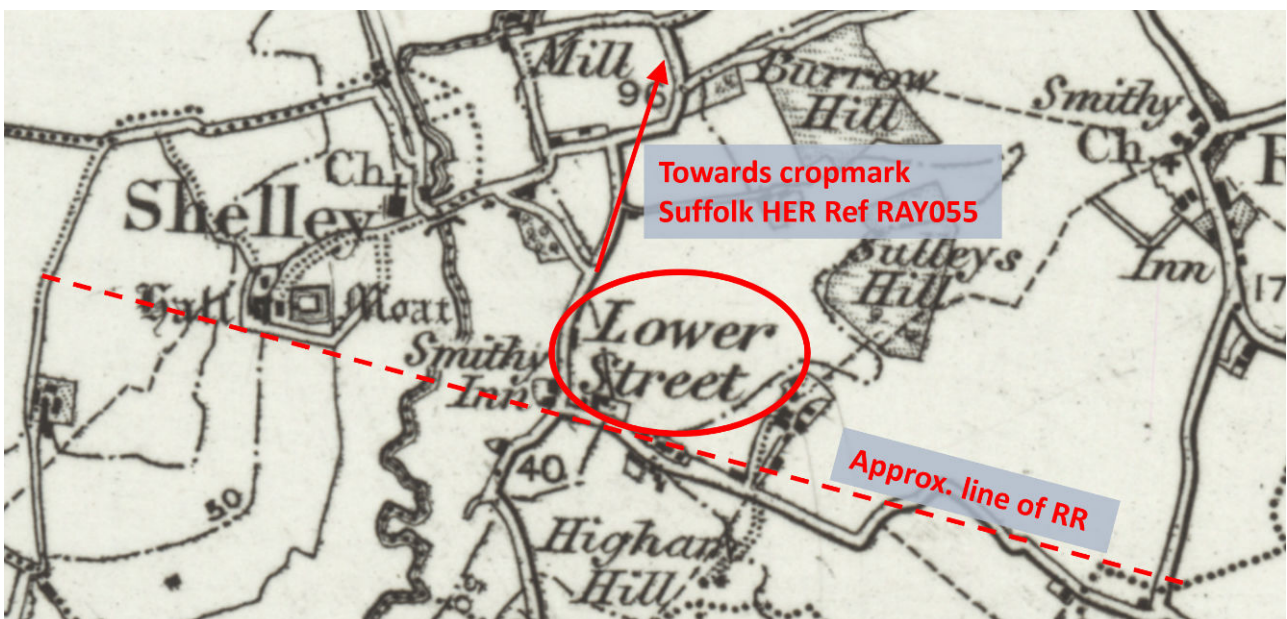 Mill
96
Burrow
Hill
Smithy
Ch.
Ch.
Shelley
Towards cropmark
Suffolk HER Ref RAY055
Sulleys
Hill
Inn
17
Hall
Moat
Lower
Street
Smithy
Inn
40
50
Approx. line of RR
Higham
Hill
50